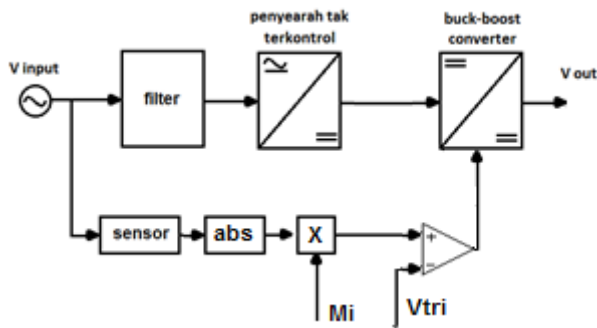 penyearah tak
terkontrol
buck-boost
converter
V input
filter
V out
sensor
abs
X
+
−
Mi
Vtri